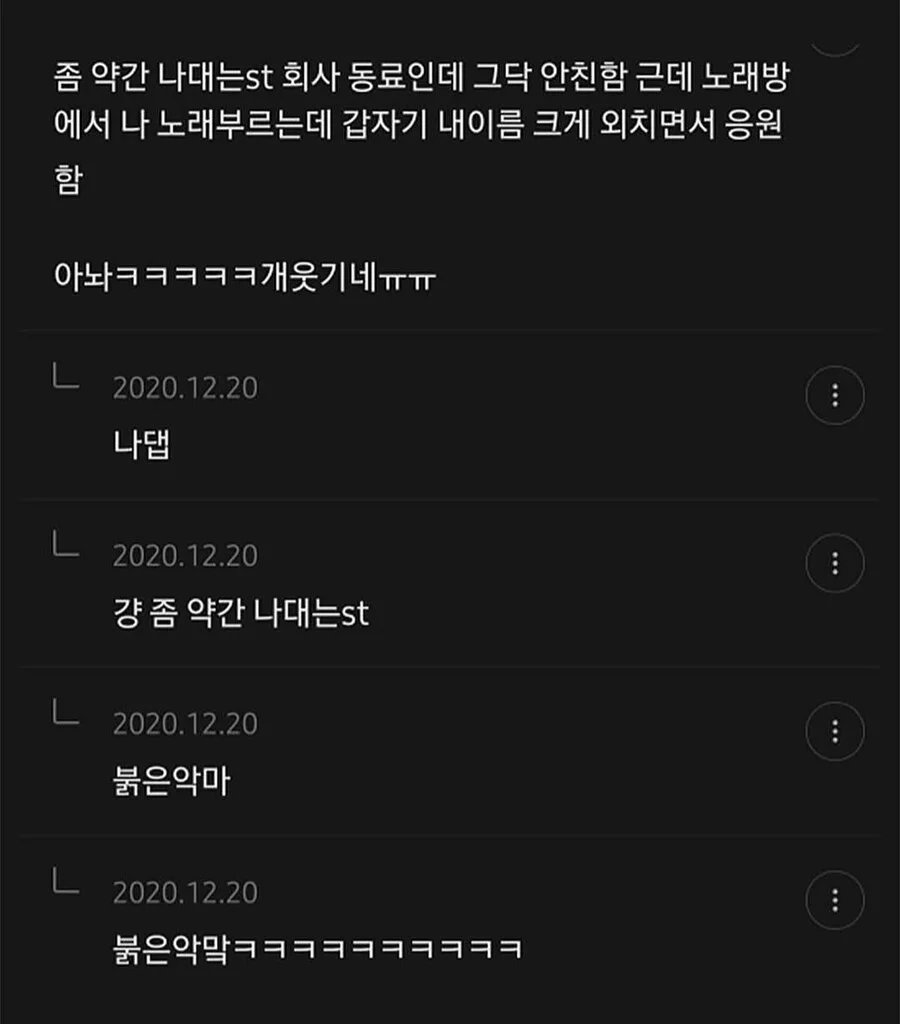 좀 약간 나대는st 회사 동료인데 그닥 안친함 근데 노래방
에서 나 노래부르는데 갑자기 내이름 크게 외치면서 응원
함
아놔ㅋㅋㅋㅋㅋ개웃기네ㅠㅠ
2020.12.20
나댑
2020.12.20
걍 좀 약간 나대는st
2020.12.20
붉은악마
2020.12.20
붉은악맠ㅋㅋㅋㅋㅋㅋㅋㅋㅋㅋ